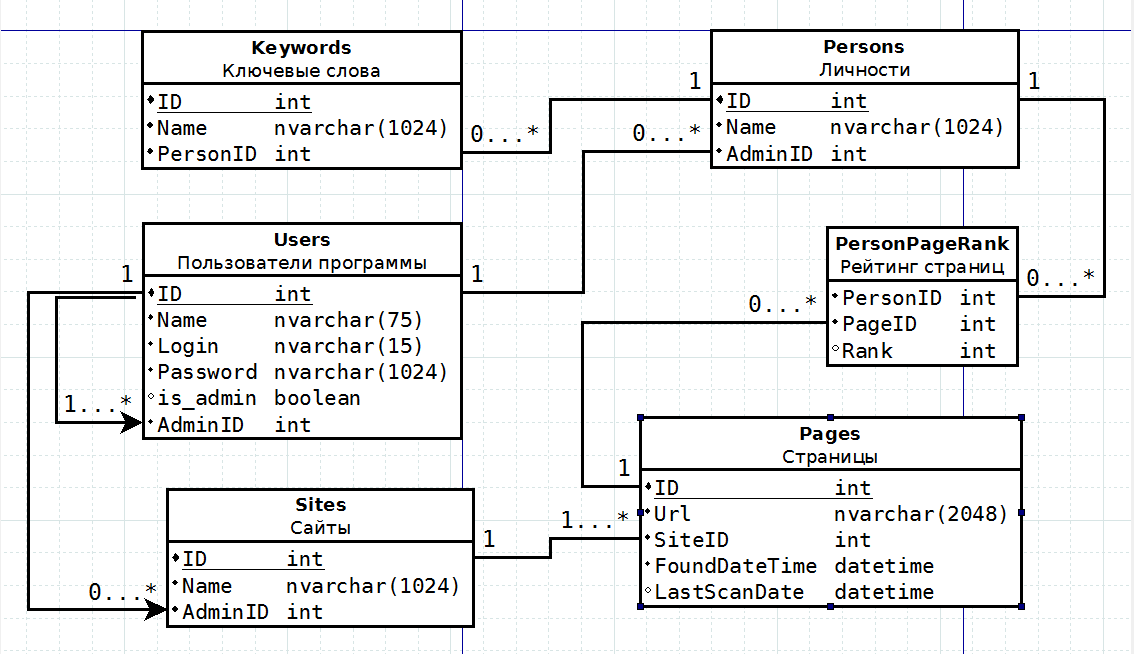 Keywords
Ключевые слова
ID int
Name nvarchar(1024)
PersonID int
0...*
1
Persons
Личности
ID int
Name nvarchar(1024)
AdminID int
0...*
1
Users
Пользователи программы
ID int
Name nvarchar(75)
Login nvarchar(15)
Password nvarchar(1024)
is_admin boolean
AdminID int
1
1
1...*
PersonPageRank
Рейтинг страниц
PersonID int
PageID int
Rank int
0...*
0...*
Pages
Страницы
ID int
Url nvarchar(2048)
SiteID int
FoundDateTime datetime
LastScanDate datetime
1
1...*
Sites
Сайты
ID int
Name nvarchar(1024)
AdminID int
1
0...*